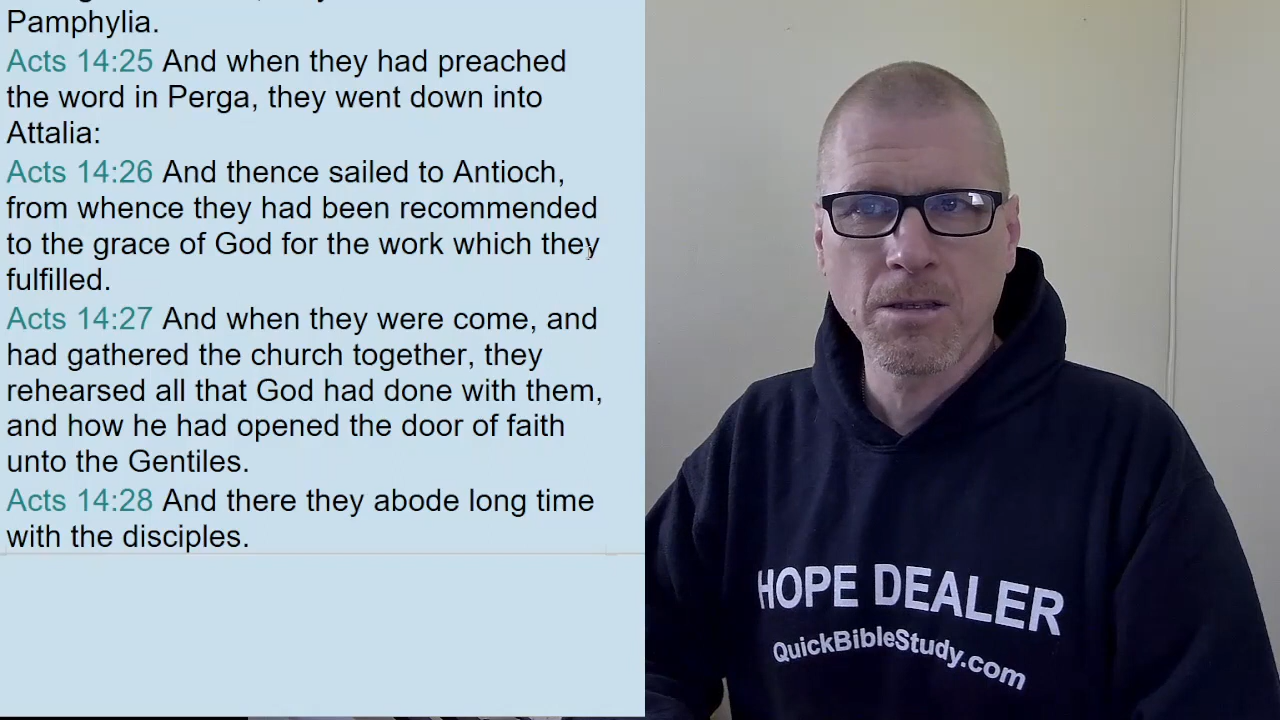 Pamphylia.
Acts 14:25 And when they had preached
the word in Perga, they went down into
Attalia:
Acts 14:26 And thence sailed to Antioch,
from whence they had been recommended
to the grace of God for the work which they
fulfilled.
Acts 14:27 And when they were come, and
had gathered the church together, they
rehearsed all that God had done with them,
and how he had opened the door of faith
unto the Gentiles.
Acts 14:28 And there they abode long time
with the disciples.
HOPE DEALER
QuickBibleStudy.com